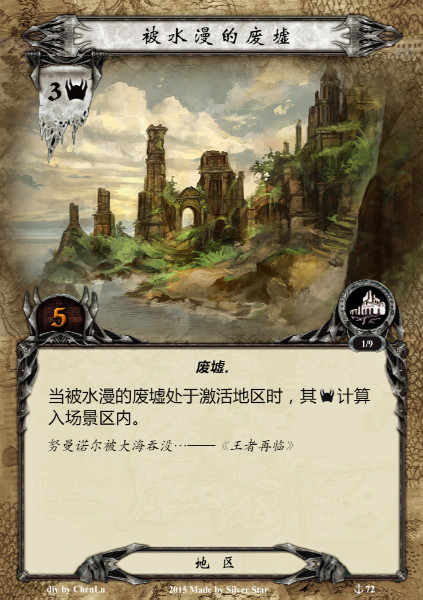 被水漫的废墟
3
5
1/9
废墟.
当被水漫的废墟处于激活地区时，其计算
入场景区内。
努曼诺尔被大海吞没…——《王者再临》
地 区
diy by ChenLu
2015 Made by Silver Star
72